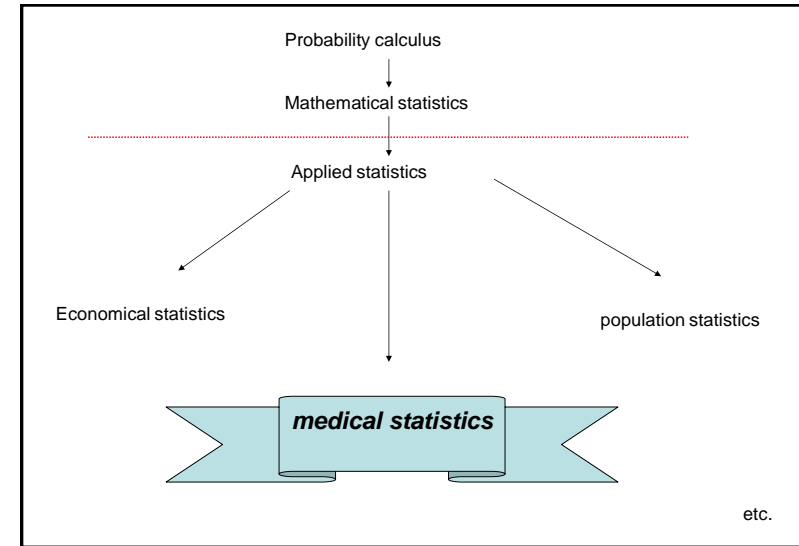 Probability calculus
Mathematical statistics
Applied statistics
Economical statistics
population statistics
medical statistics
etc.